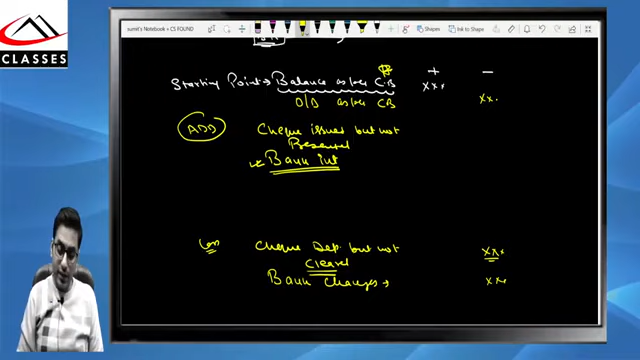 CLASSES
sumit's Notebook » CS FOUND
Shapes
Ink to Shape
+ -
Starting Point → Balance as per C.B xxx
O/D as per CB xx.
ADD Cheque issued but not
Presented
Bank int
Less Cheque Dep. but not xxx
Cleared
Bank Charges → xxx